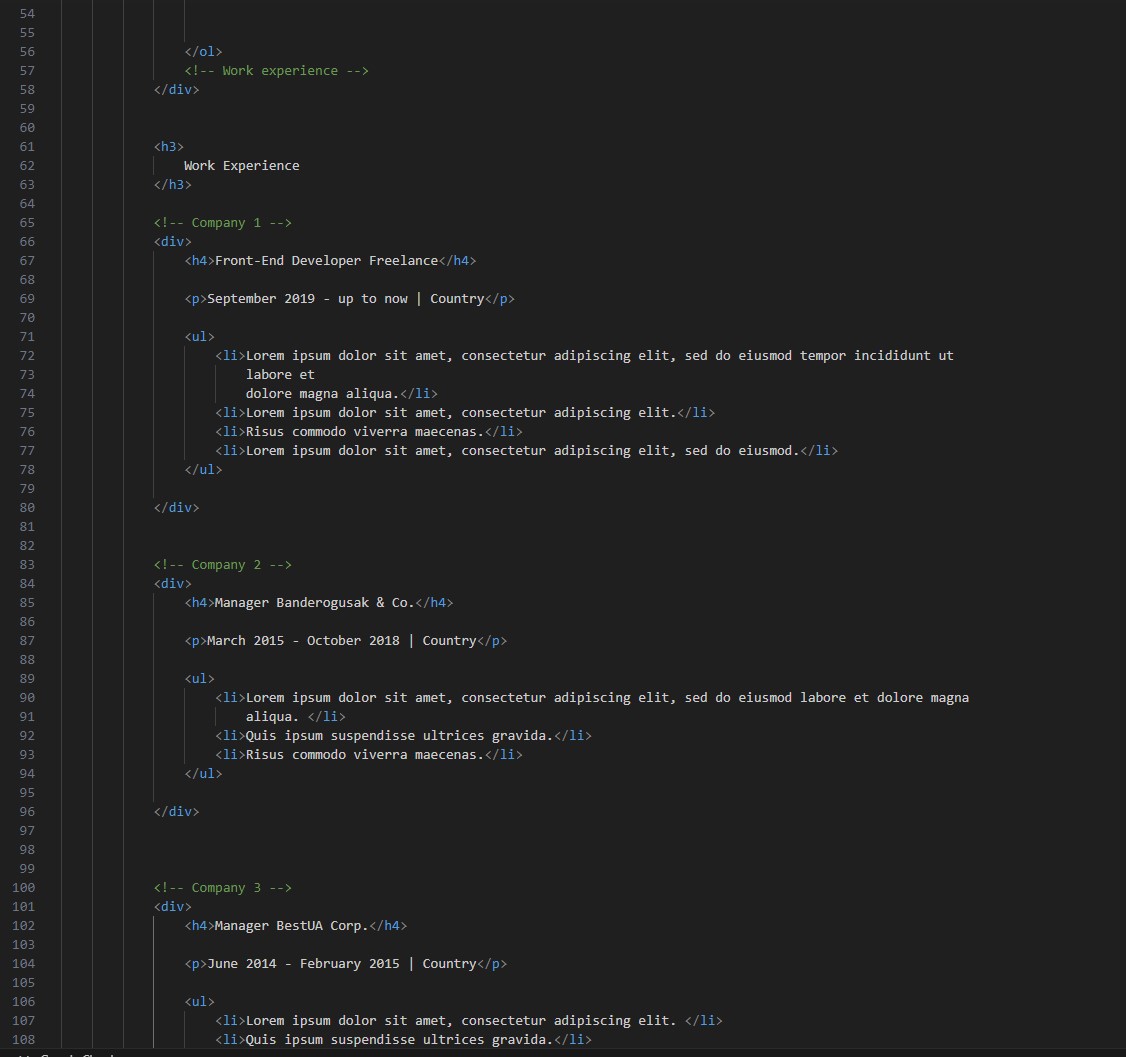 54
55
56 </ol>
57 <!-- Work experience -->
58 </div>
59
60
61 <h3>
62 Work Experience
63 </h3>
64
65 <!-- Company 1 -->
66 <div>
67 <h4>Front-End Developer Freelance</h4>
68
69 <p>September 2019 - up to now | Country</p>
70
71 <ul>
72 <li>Lorem ipsum dolor sit amet, consectetur adipiscing elit, sed do eiusmod tempor incididunt ut
73 labore et
74 dolore magna aliqua.</li>
75 <li>Lorem ipsum dolor sit amet, consectetur adipiscing elit.</li>
76 <li>Risus commodo viverra maecenas.</li>
77 <li>Lorem ipsum dolor sit amet, consectetur adipiscing elit, sed do eiusmod.</li>
78 </ul>
79
80 </div>
81
82
83 <!-- Company 2 -->
84 <div>
85 <h4>Manager Banderogusak & Co.</h4>
86
87 <p>March 2015 - October 2018 | Country</p>
88
89 <ul>
90 <li>Lorem ipsum dolor sit amet, consectetur adipiscing elit, sed do eiusmod labore et dolore magna
91 aliqua. </li>
92 <li>Quis ipsum suspendisse ultrices gravida.</li>
93 <li>Risus commodo viverra maecenas.</li>
94 </ul>
95
96 </div>
97
98
99
100 <!-- Company 3 -->
101 <div>
102 <h4>Manager BestUA Corp.</h4>
103
104 <p>June 2014 - February 2015 | Country</p>
105
106 <ul>
107 <li>Lorem ipsum dolor sit amet, consectetur adipiscing elit. </li>
108 <li>Quis ipsum suspendisse ultrices gravida.</li>